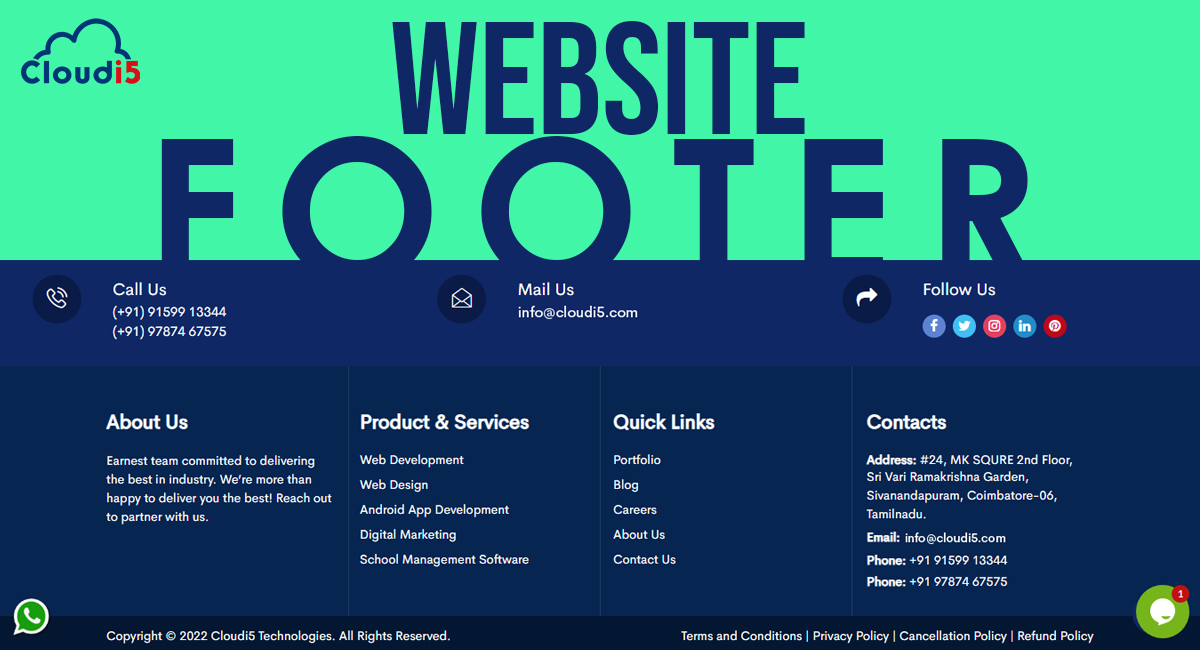 Cloudi5
WEBSITE
FOOTER
Call Us
(+91) 91599 13344
(+91) 97874 67575
Mail Us
info@cloudi5.com
Follow Us
About Us
Earnest team committed to delivering
the best in industry. We’re more than
happy to deliver you the best! Reach out
to partner with us.
Product & Services
Web Development
Web Design
Android App Development
Digital Marketing
School Management Software
Quick Links
Portfolio
Blog
Careers
About Us
Contact Us
Contacts
Address: #24, MK SQURE 2nd Floor,
Sri Vari Ramakrishna Garden,
Sivanandapuram, Coimbatore-06,
Tamilnadu.
Email: info@cloudi5.com
Phone: +91 91599 13344
Phone: +91 97874 67575
1
Copyright © 2022 Cloudi5 Technologies. All Rights Reserved.
Terms and Conditions | Privacy Policy | Cancellation Policy | Refund Policy